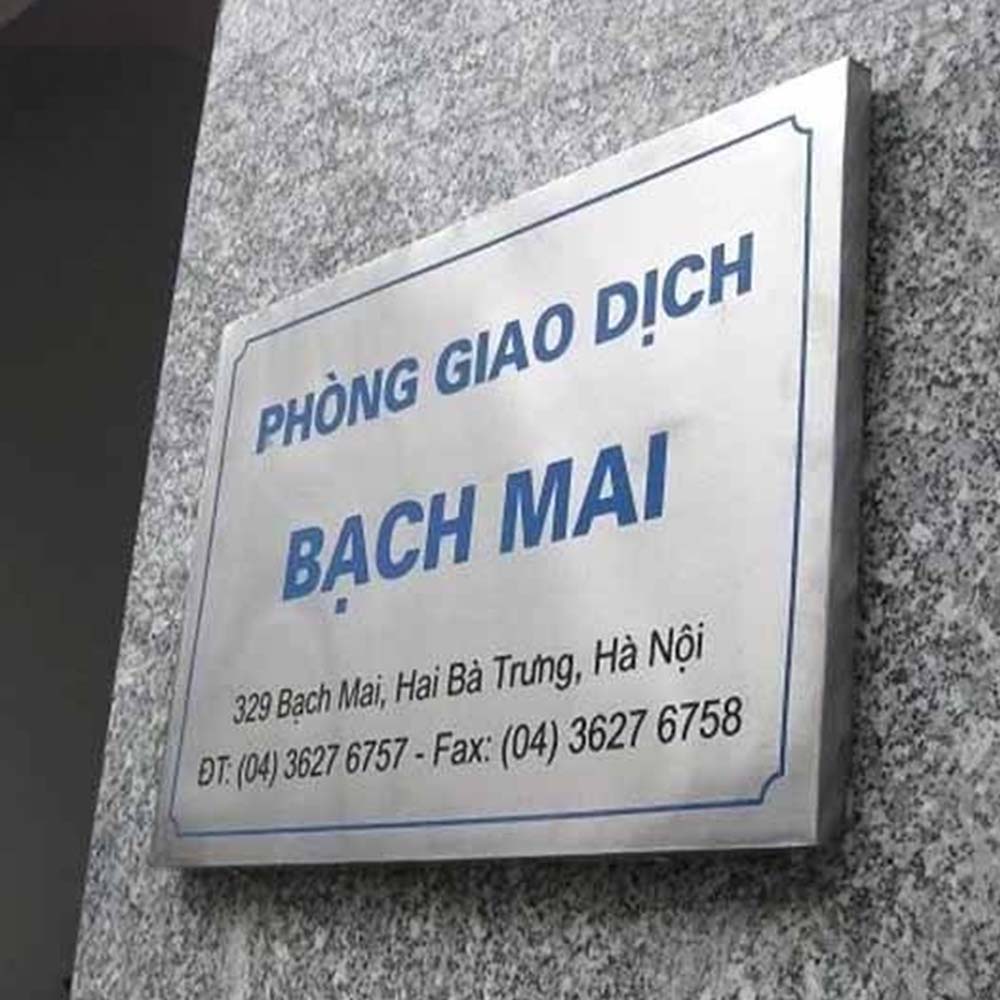 PHÒNG GIAO DỊCH
BẠCH MAI
329 Bạch Mai, Hai Bà Trưng, Hà Nội
ĐT: (04) 3627 6757 - Fax: (04) 3627 6758